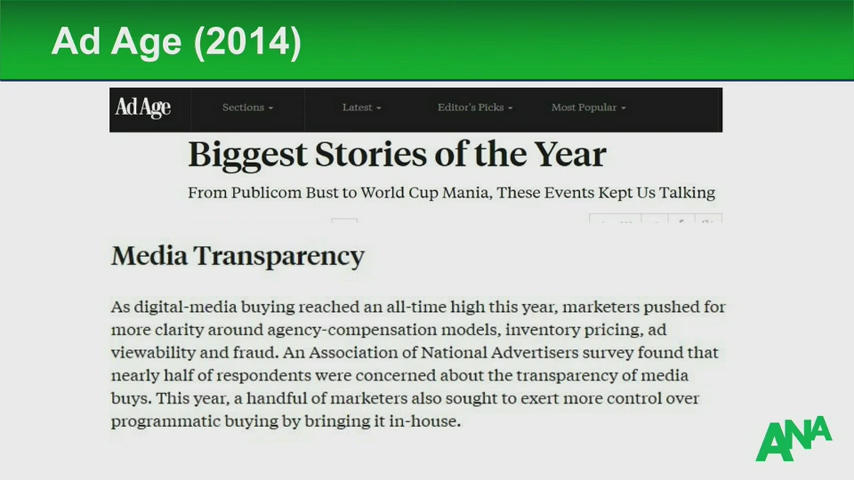 Ad Age (2014)
Ad Age Sections Latest Editor's Picks Most Popular
Biggest Stories of the Year
From Publicom Bust to World Cup Mania, These Events Kept Us Talking
Media Transparency
As digital-media buying reached an all-time high this year, marketers pushed for
more clarity around agency-compensation models, inventory pricing, ad
viewability and fraud. An Association of National Advertisers survey found that
nearly half of respondents were concerned about the transparency of media
buys. This year, a handful of marketers also sought to exert more control over
programmatic buying by bringing it in-house.
ANA